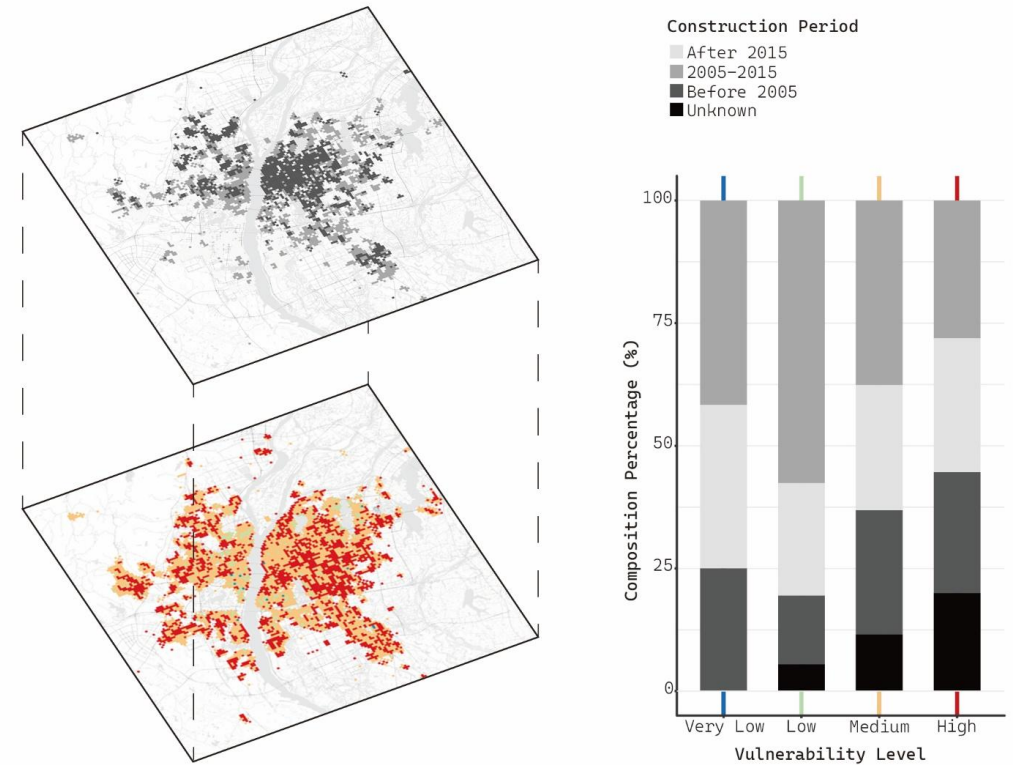 Construction Period
After 2015
2005–2015
Before 2005
Unknown
Composition Percentage (%)
100
75
50
25
0
Very Low
Low
Medium
High
Vulnerability Level